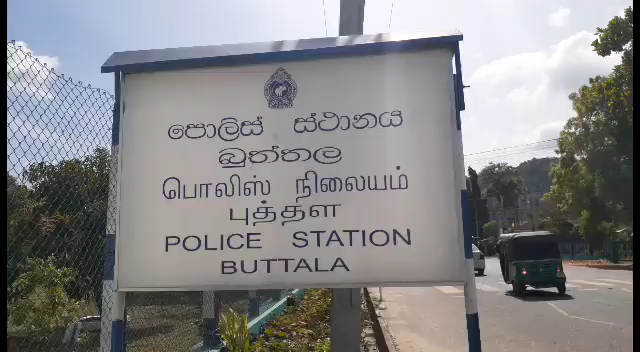 පොලිස් ස්ථානය
බුත්තල
பொலிஸ் நிலையம்
புத்தள
POLICE STATION
BUTTALA